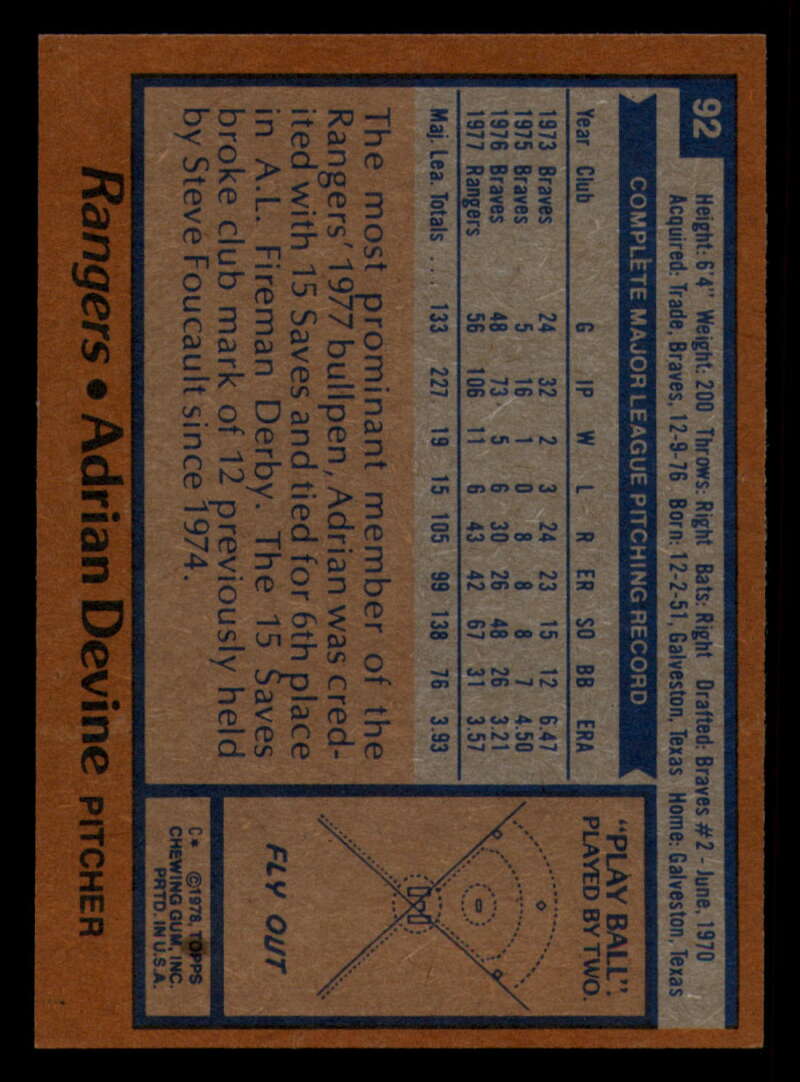 92
Height: 6'4" Weight: 200 Throws: Right Bats: Right Drafted: Braves #2 - June, 1970
Acquired: Trade, Braves, 12-9-76 Born: 12-2-51, Galveston, Texas Home: Galveston, Texas
COMPLETE MAJOR LEAGUE PITCHING RECORD
Year Club G IP W L R ER SO BB ERA
1973 Braves 24 32 2 3 24 23 15 12 6.47
1975 Braves 5 16 1 0 8 8 8 7 4.50
1976 Braves 48 73 5 6 30 26 48 26 3.21
1977 Rangers 56 106 11 6 43 42 67 31 3.57
Maj. Lea. Totals .... 133 227 19 15 105 99 138 76 3.93
The most prominant member of the
Rangers' 1977 bullpen, Adrian was cred-
ited with 15 Saves and tied for 6th place
in A.L. Fireman Derby. The 15 Saves
broke club mark of 12 previously held
by Steve Foucault since 1974.
"PLAY BALL":
PLAYED BY TWO.
FLY OUT
C* ©1978, TOPPS
CHEWING GUM, INC.
PRTD. IN U.S.A.
Rangers • Adrian Devine PITCHER